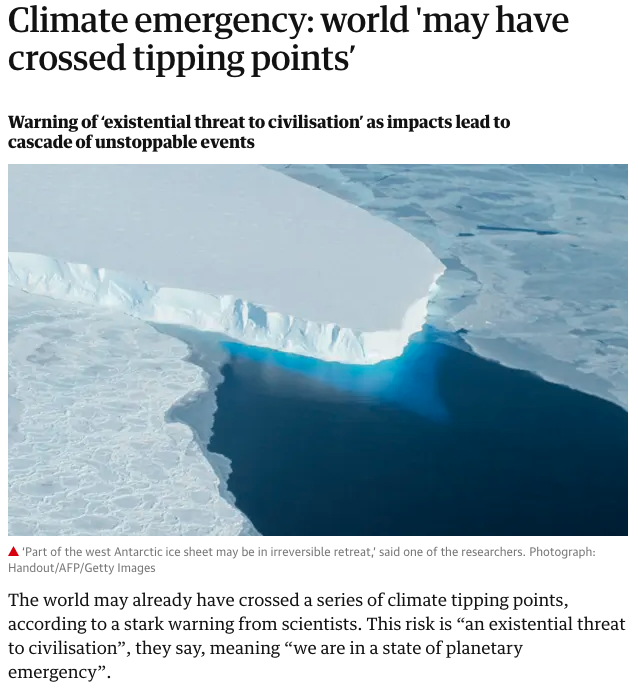 Climate emergency: world 'may have
crossed tipping points’
Warning of ‘existential threat to civilisation’ as impacts lead to
cascade of unstoppable events
▲ ‘Part of the west Antarctic ice sheet may be in irreversible retreat,’ said one of the researchers. Photograph:
Handout/AFP/Getty Images
The world may already have crossed a series of climate tipping points,
according to a stark warning from scientists. This risk is “an existential threat
to civilisation”, they say, meaning “we are in a state of planetary
emergency”.